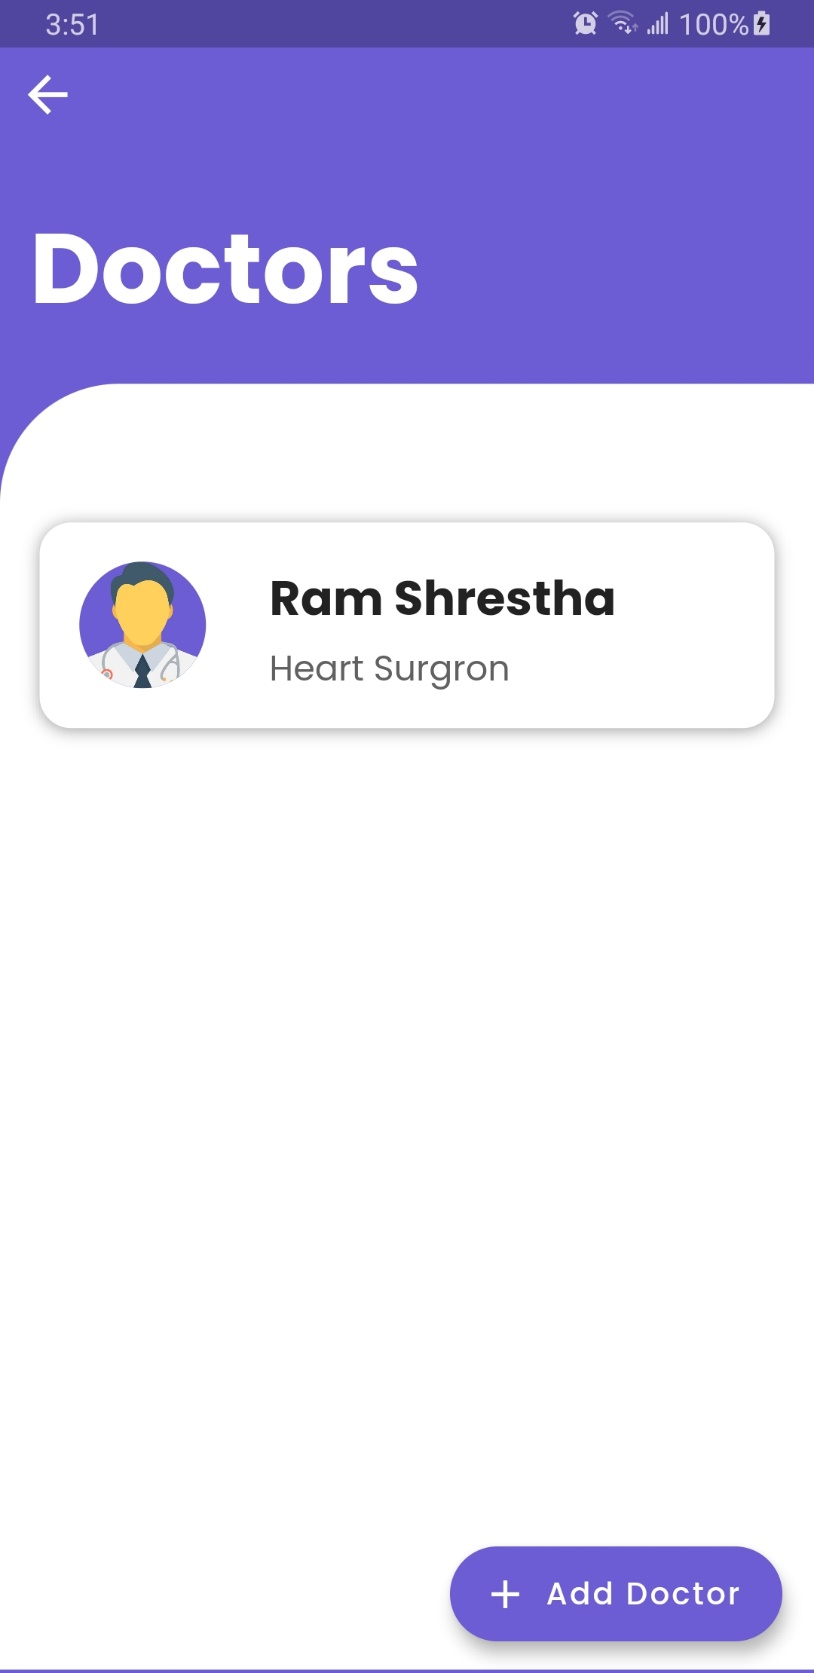 3:51 100%
Doctors
Ram Shrestha
Heart Surgron
Add Doctor